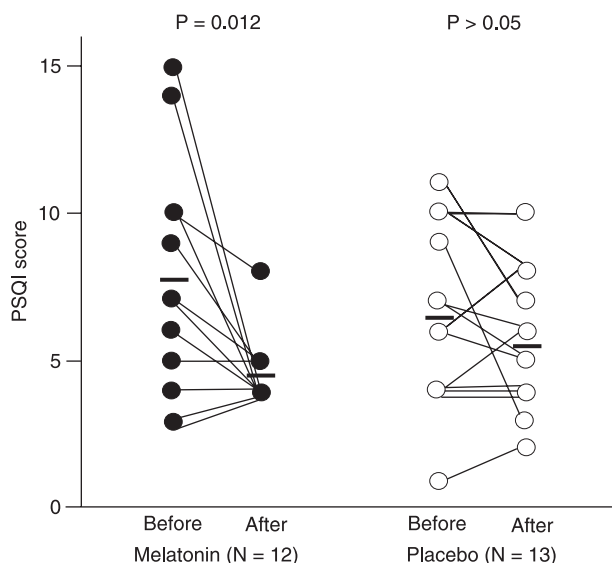 P = 0.012 P > 0.05
15
10
5
0
PSQI score
Before After Before After
Melatonin (N = 12) Placebo (N = 13)